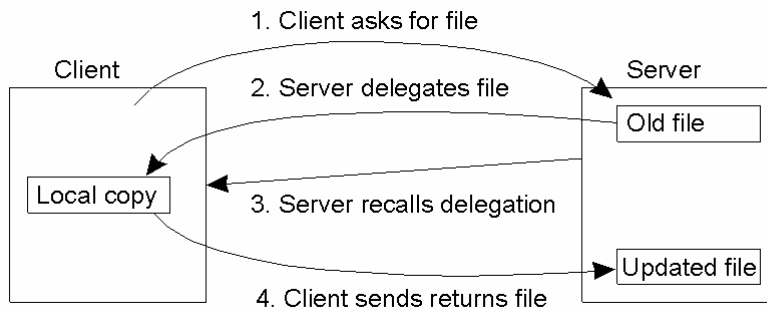 1. Client asks for file
Client
Server
2. Server delegates file
Old file
Local copy
3. Server recalls delegation
Updated file
4. Client sends returns file